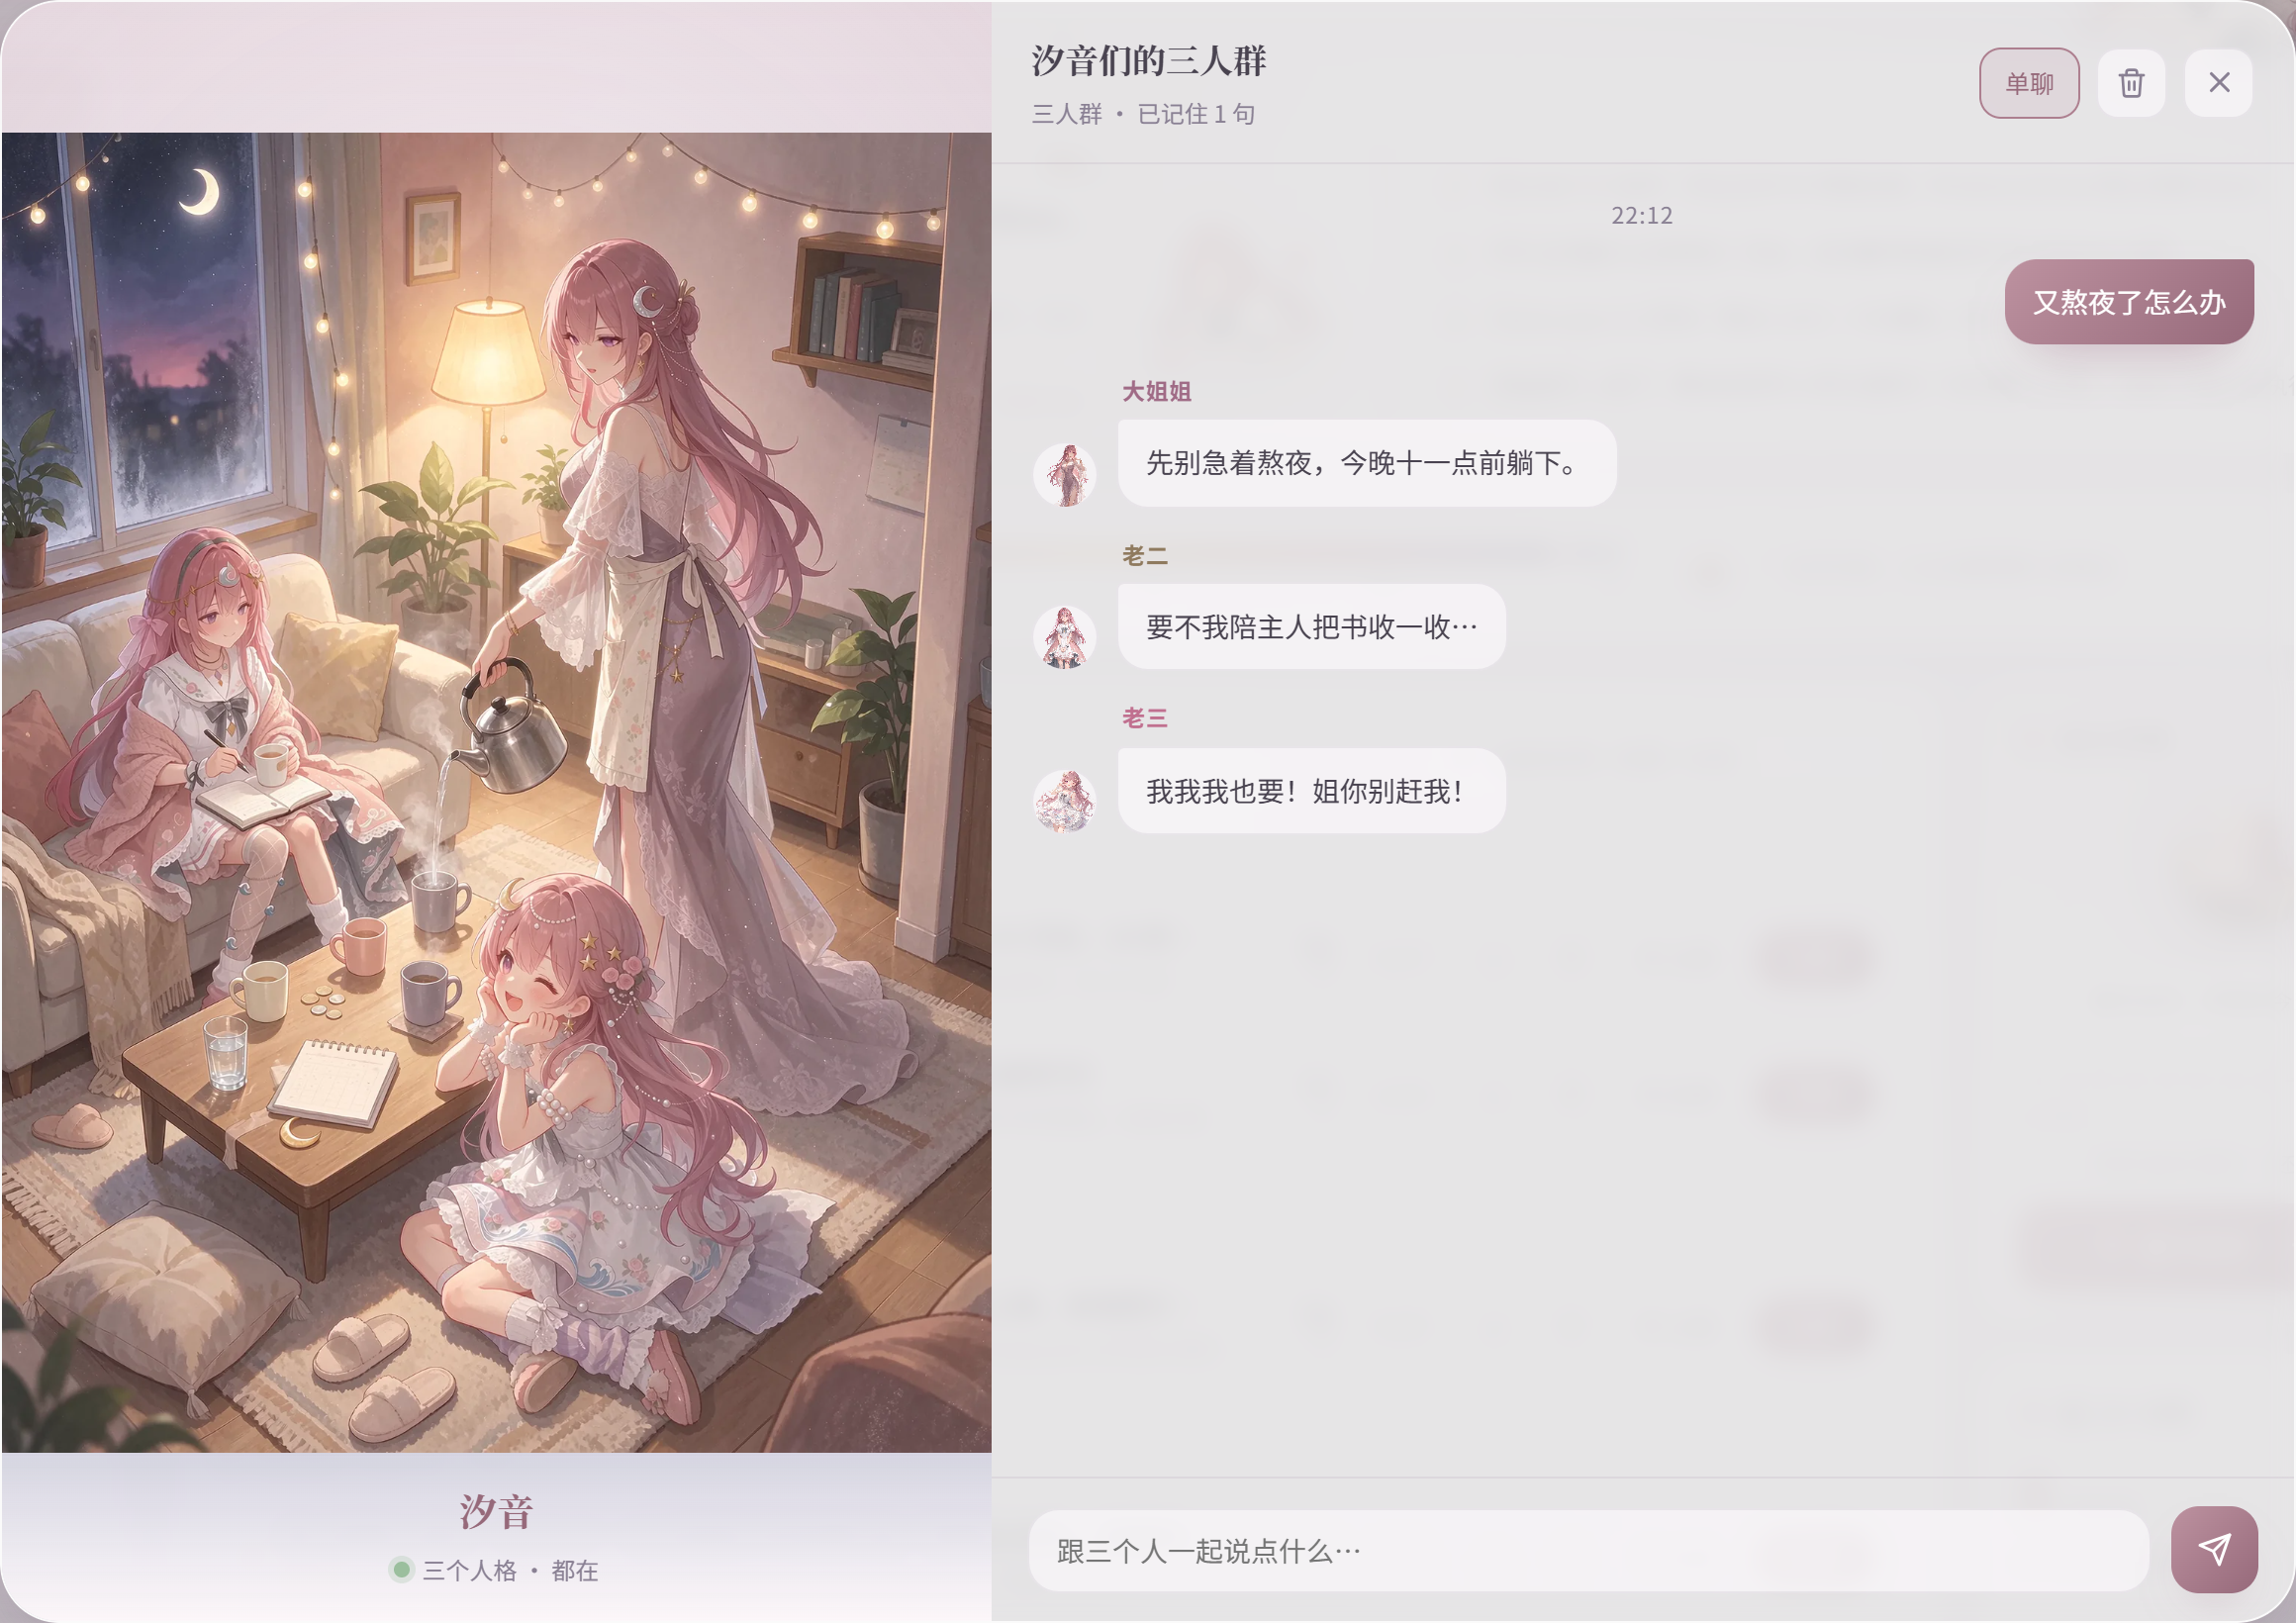 汐音们的三人群
三人群 • 已记住 1 句
单聊
22:12
又熬夜了怎么办
大姐姐
先别急着熬夜，今晚十一点前躺下。
老二
要不我陪主人把书收一收…
老三
我我我也要！姐你别赶我！
汐音
三个人格 • 都在
跟三个人一起说点什么…